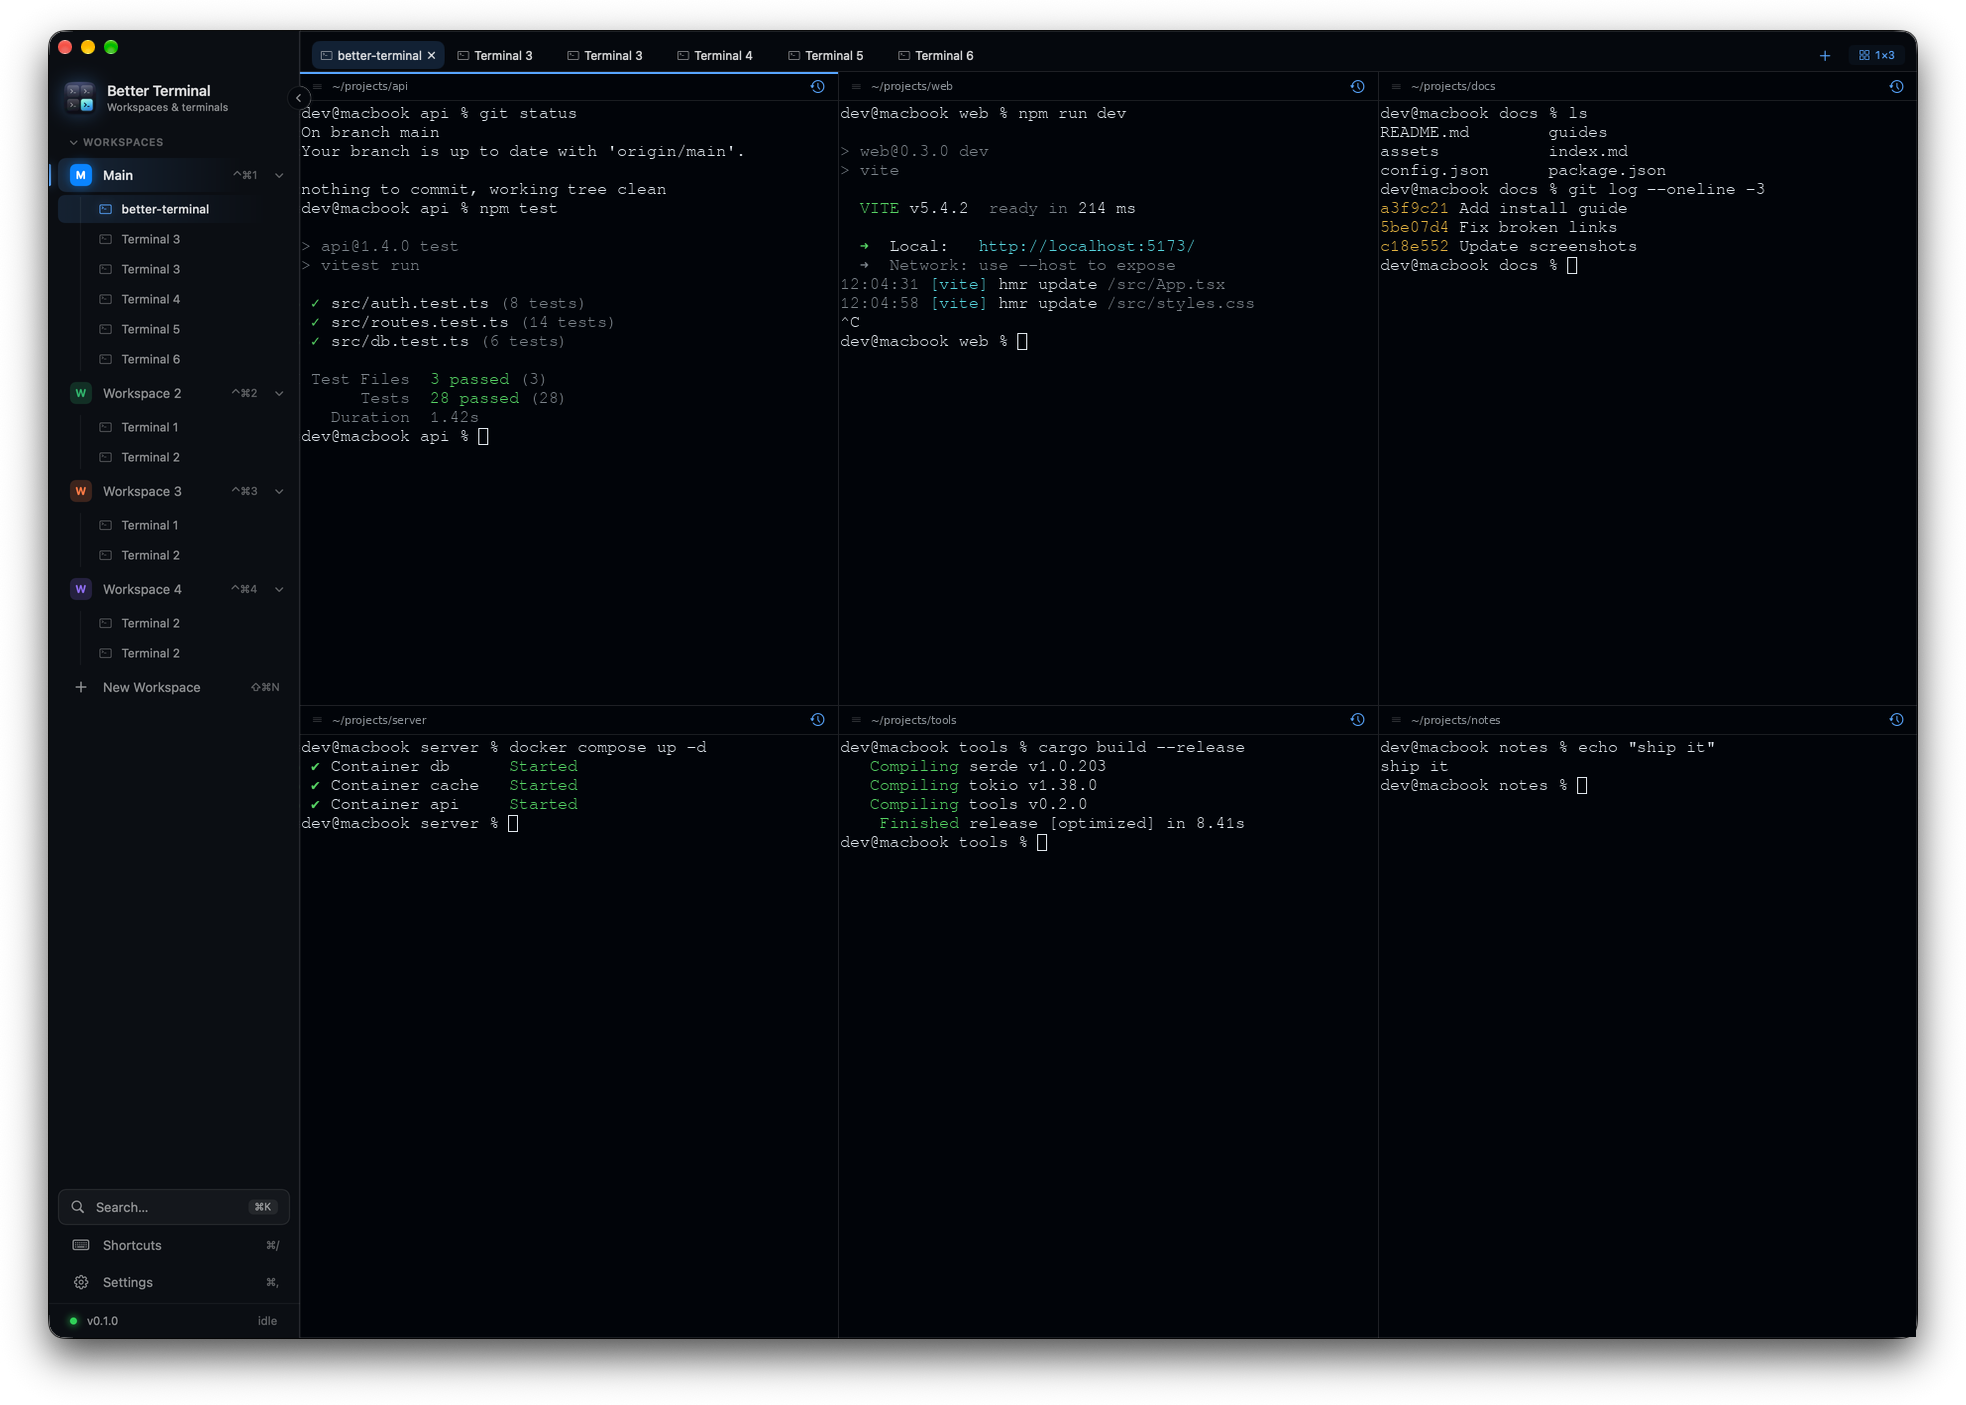 Better Terminal
Workspaces & terminals
WORKSPACES
M Main ^⌘1
better-terminal
Terminal 3
Terminal 3
Terminal 4
Terminal 5
Terminal 6
W Workspace 2 ^⌘2
Terminal 1
Terminal 2
W Workspace 3 ^⌘3
Terminal 1
Terminal 2
W Workspace 4 ^⌘4
Terminal 2
Terminal 2
New Workspace ⇧⌘N
Search... ⌘K
Shortcuts ⌘/
Settings ⌘,
v0.1.0 idle
better-terminal × Terminal 3 Terminal 3 Terminal 4 Terminal 5 Terminal 6 + 1×3
~/projects/api
dev@macbook api % git status
On branch main
Your branch is up to date with 'origin/main'.
nothing to commit, working tree clean
dev@macbook api % npm test
> api@1.4.0 test
> vitest run
✓ src/auth.test.ts (8 tests)
✓ src/routes.test.ts (14 tests)
✓ src/db.test.ts (6 tests)
Test Files 3 passed (3)
Tests 28 passed (28)
Duration 1.42s
dev@macbook api %
~/projects/web
dev@macbook web % npm run dev
> web@0.3.0 dev
> vite
VITE v5.4.2 ready in 214 ms
➜ Local: http://localhost:5173/
➜ Network: use --host to expose
12:04:31 [vite] hmr update /src/App.tsx
12:04:58 [vite] hmr update /src/styles.css
^C
dev@macbook web %
~/projects/docs
dev@macbook docs % ls
README.md guides
assets index.md
config.json package.json
dev@macbook docs % git log --oneline -3
a3f9c21 Add install guide
5be07d4 Fix broken links
c18e552 Update screenshots
dev@macbook docs %
~/projects/server
dev@macbook server % docker compose up -d
✔ Container db Started
✔ Container cache Started
✔ Container api Started
dev@macbook server %
~/projects/tools
dev@macbook tools % cargo build --release
Compiling serde v1.0.203
Compiling tokio v1.38.0
Compiling tools v0.2.0
Finished release [optimized] in 8.41s
dev@macbook tools %
~/projects/notes
dev@macbook notes % echo "ship it"
ship it
dev@macbook notes %